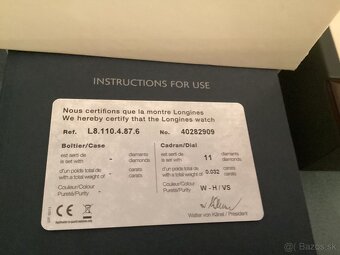 INSTRUCTIONS FOR USE
Nous certifions que la montre Longines
We hereby certify that the Longines watch
Ref. L8.110.4.87.6 No. 40282909
Boîtier/Case Cadran/Dial
est serti de - diamants est serti de 11 diamants
is set with diamonds is set with diamonds
d'un poids total de - carats d'un poids total de 0.032 carats
with a total weight of carats with a total weight of carats
Couleur/Colour - Couleur/Colour W - H / VS
Pureté/Purity Pureté/Purity
CE
Walter von Känel / Président
bazos.sk